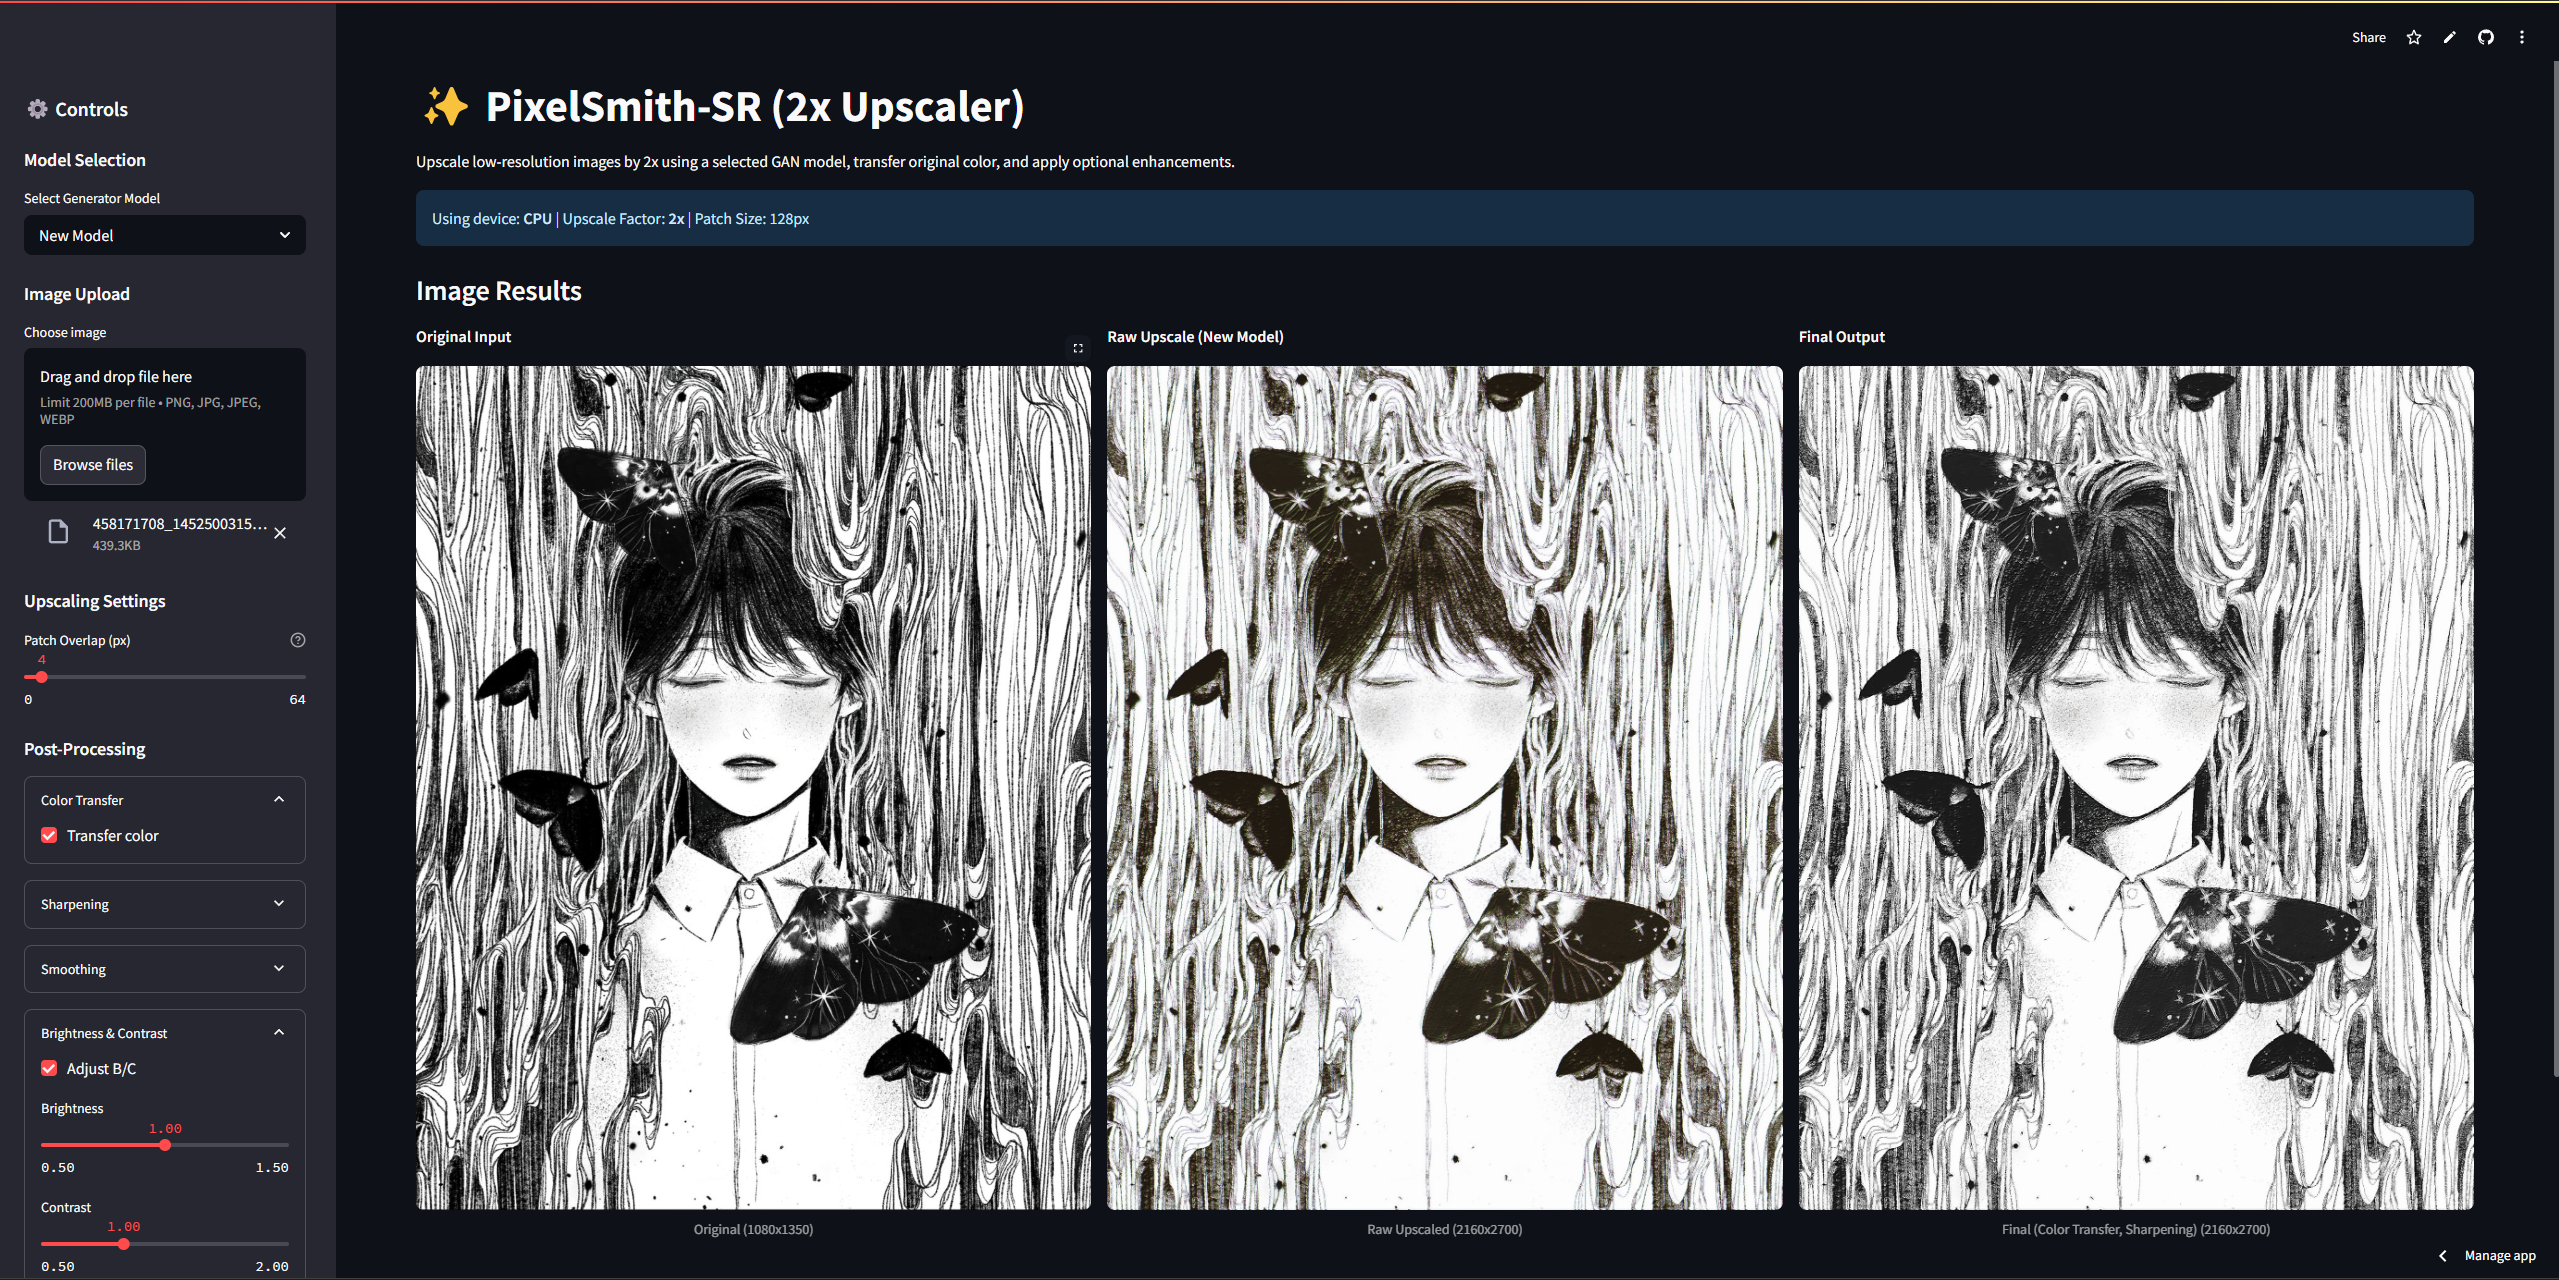 Share
Controls
Model Selection
Select Generator Model
New Model
Image Upload
Choose image
Drag and drop file here
Limit 200MB per file • PNG, JPG, JPEG,
WEBP
Browse files
458171708_1452500315...
439.3KB
Upscaling Settings
Patch Overlap (px)
4
0 64
Post-Processing
Color Transfer
Transfer color
Sharpening
Smoothing
Brightness & Contrast
Adjust B/C
Brightness
1.00
0.50 1.50
Contrast
1.00
0.50 2.00
PixelSmith-SR (2x Upscaler)
Upscale low-resolution images by 2x using a selected GAN model, transfer original color, and apply optional enhancements.
Using device: CPU | Upscale Factor: 2x | Patch Size: 128px
Image Results
Original Input
Raw Upscale (New Model)
Final Output
Original (1080x1350)
Raw Upscaled (2160x2700)
Final (Color Transfer, Sharpening) (2160x2700)
Manage app